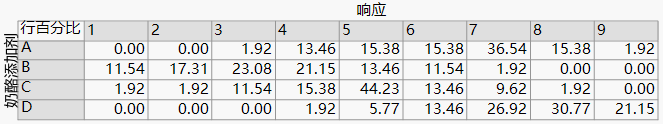 响应
奶酪添加剂
行百分比 1 2 3 4 5 6 7 8 9
A 0.00 0.00 1.92 13.46 15.38 15.38 36.54 15.38 1.92
B 11.54 17.31 23.08 21.15 13.46 11.54 1.92 0.00 0.00
C 1.92 1.92 11.54 15.38 44.23 13.46 9.62 1.92 0.00
D 0.00 0.00 0.00 1.92 5.77 13.46 26.92 30.77 21.15